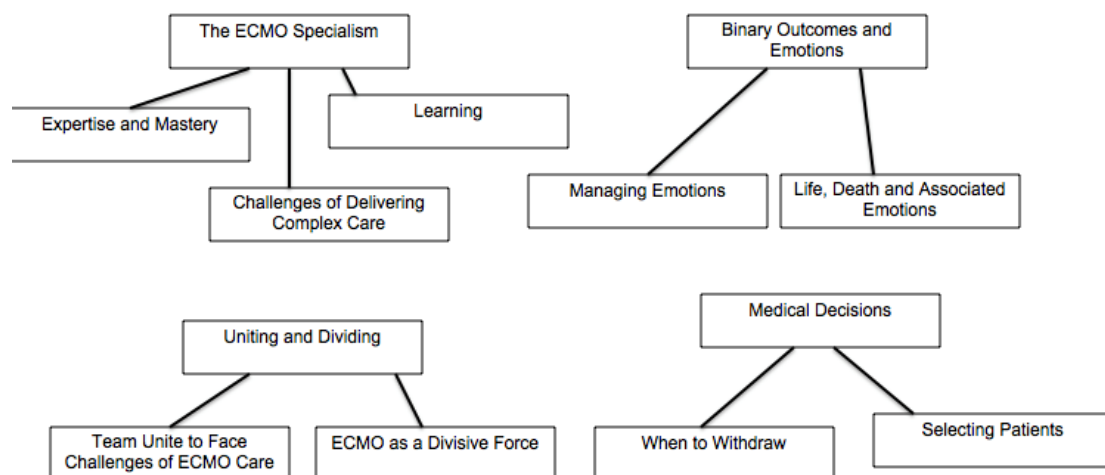 The ECMO Specialism
Expertise and Mastery
Learning
Challenges of Delivering
Complex Care
Binary Outcomes and
Emotions
Managing Emotions
Life, Death and Associated
Emotions
Uniting and Dividing
Team Unite to Face
Challenges of ECMO Care
ECMO as a Divisive Force
Medical Decisions
When to Withdraw
Selecting Patients